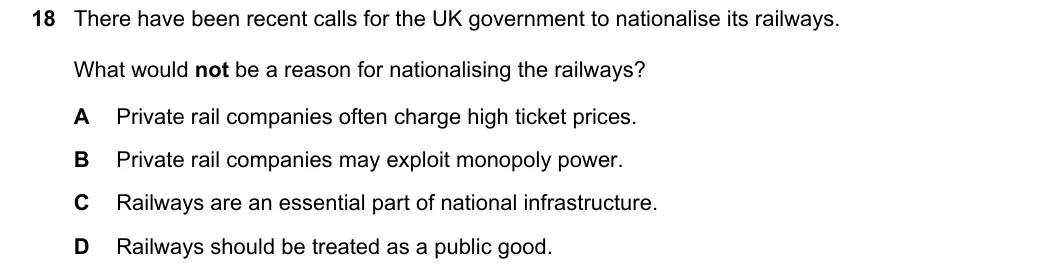 18 There have been recent calls for the UK government to nationalise its railways.
What would not be a reason for nationalising the railways?
A Private rail companies often charge high ticket prices.
B Private rail companies may exploit monopoly power.
C Railways are an essential part of national infrastructure.
D Railways should be treated as a public good.